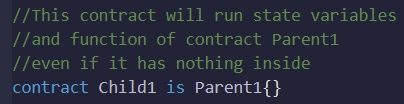 //This contract will run state variables
//and function of contract Parent1
//even if it has nothing inside
contract Child1 is Parent1{}